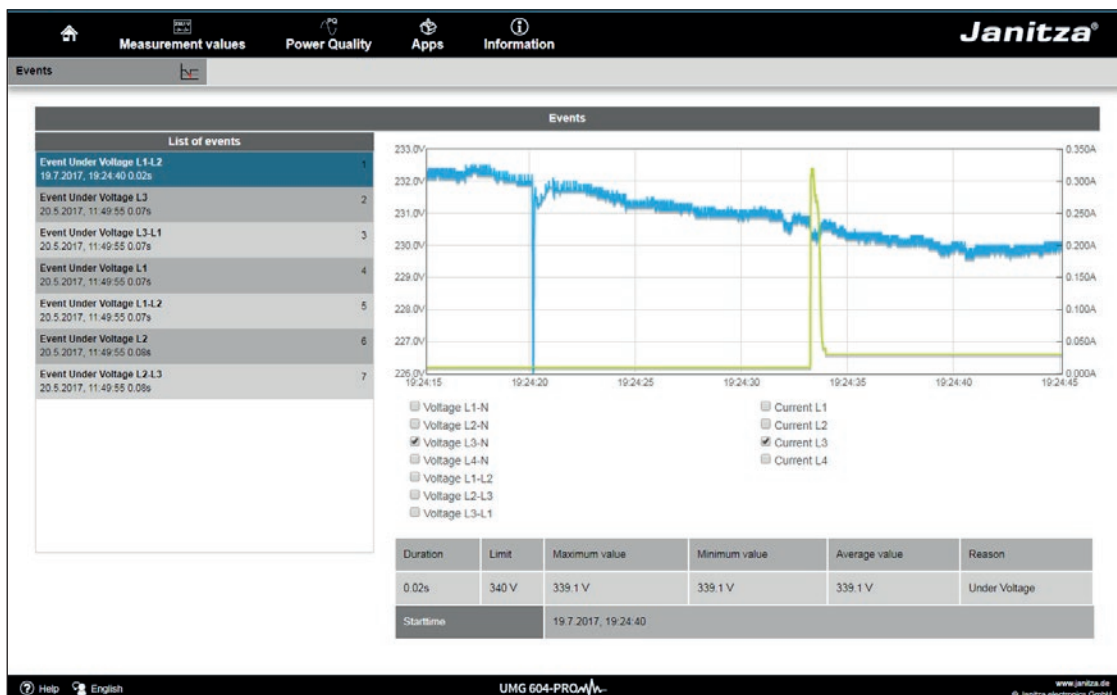 Measurement values
Power Quality
Apps
Information
Janitza®
Events
Events
List of events
Event Under Voltage L1-L2
19.7.2017, 19:24:40 0.02s
1
Event Under Voltage L3
20.5.2017, 11:49:55 0.07s
2
Event Under Voltage L3-L1
20.5.2017, 11:49:55 0.07s
3
Event Under Voltage L1
20.5.2017, 11:49:55 0.07s
4
Event Under Voltage L1-L2
20.5.2017, 11:49:55 0.07s
5
Event Under Voltage L2
20.5.2017, 11:49:55 0.08s
6
Event Under Voltage L2-L3
20.5.2017, 11:49:55 0.08s
7
233.0V
232.0V
231.0V
230.0V
229.0V
228.0V
227.0V
226.0V
0.350A
0.300A
0.250A
0.200A
0.150A
0.100A
0.050A
0.000A
19:24:15 19:24:20 19:24:25 19:24:30 19:24:35 19:24:40 19:24:45
Voltage L1-N
Voltage L2-N
Voltage L3-N
Voltage L4-N
Voltage L1-L2
Voltage L2-L3
Voltage L3-L1
Current L1
Current L2
Current L3
Current L4
Duration Limit Maximum value Minimum value Average value Reason
0.02s 340 V 339.1 V 339.1 V 339.1 V Under Voltage
Starttime 19.7.2017, 19:24:40
Help English
UMG 604-PRO
www.janitza.de
© Janitza electronics GmbH